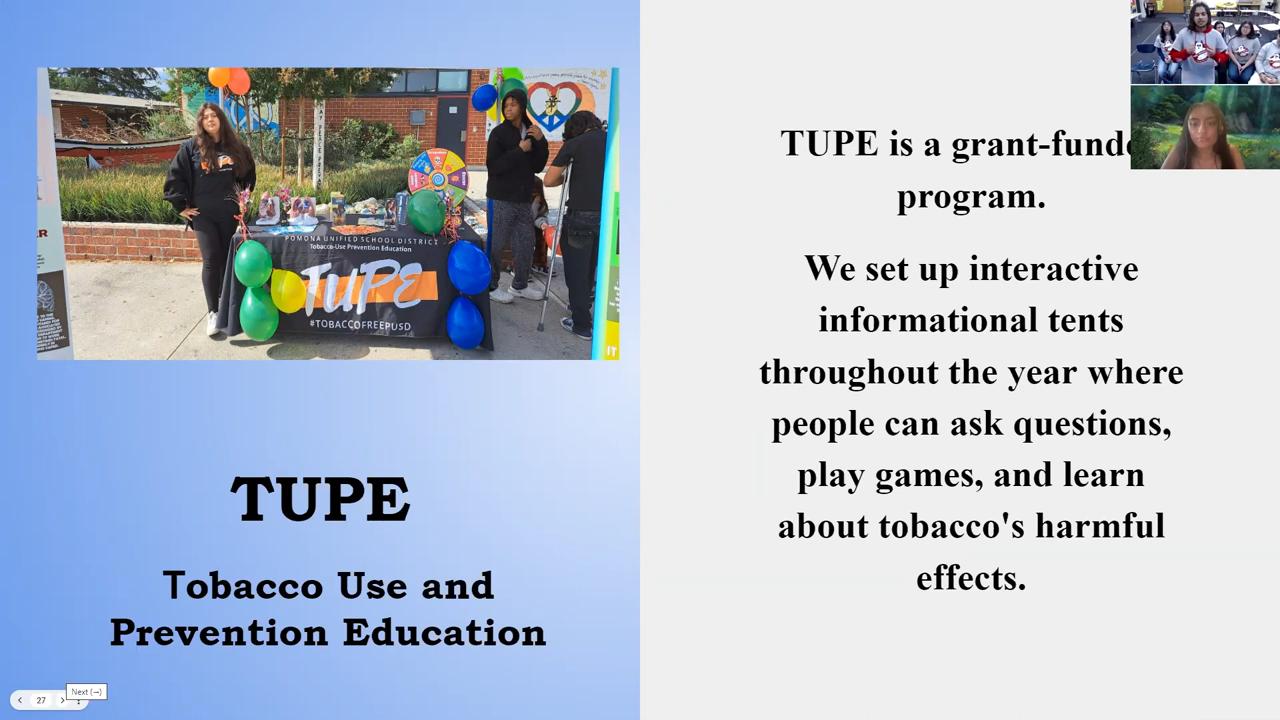 POMONA UNIFIED SCHOOL DISTRICT
Tobacco-Use Prevention Education
TUPE
#TOBACCOFREEPUSD
IT
TUPE
Tobacco Use and
Prevention Education
27
Next (→)
TUPE is a grant-funde
program.
We set up interactive
informational tents
throughout the year where
people can ask questions,
play games, and learn
about tobacco's harmful
effects.